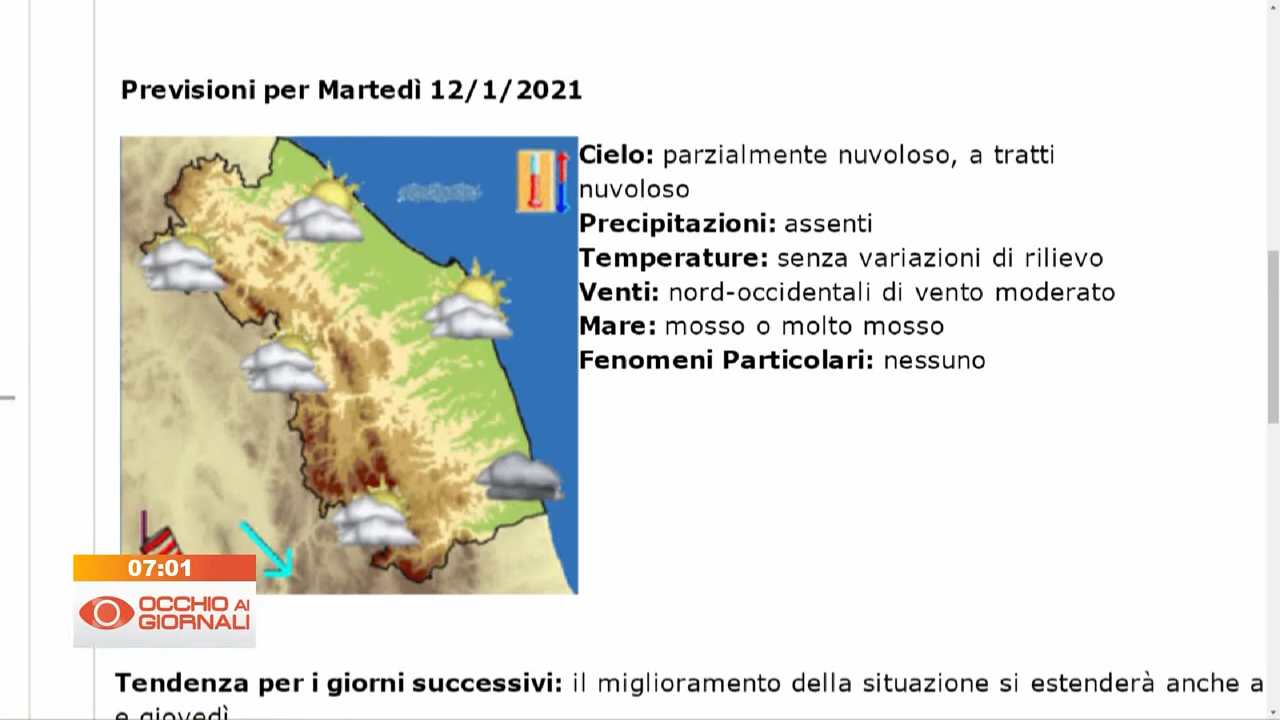 Previsioni per Martedì 12/1/2021
Cielo: parzialmente nuvoloso, a tratti
nuvoloso
Precipitazioni: assenti
Temperature: senza variazioni di rilievo
Venti: nord-occidentali di vento moderato
Mare: mosso o molto mosso
Fenomeni Particolari: nessuno
07:01
OCCHIO AI
GIORNALI
Tendenza per i giorni successivi: il miglioramento della situazione si estenderà anche a
e giovedì